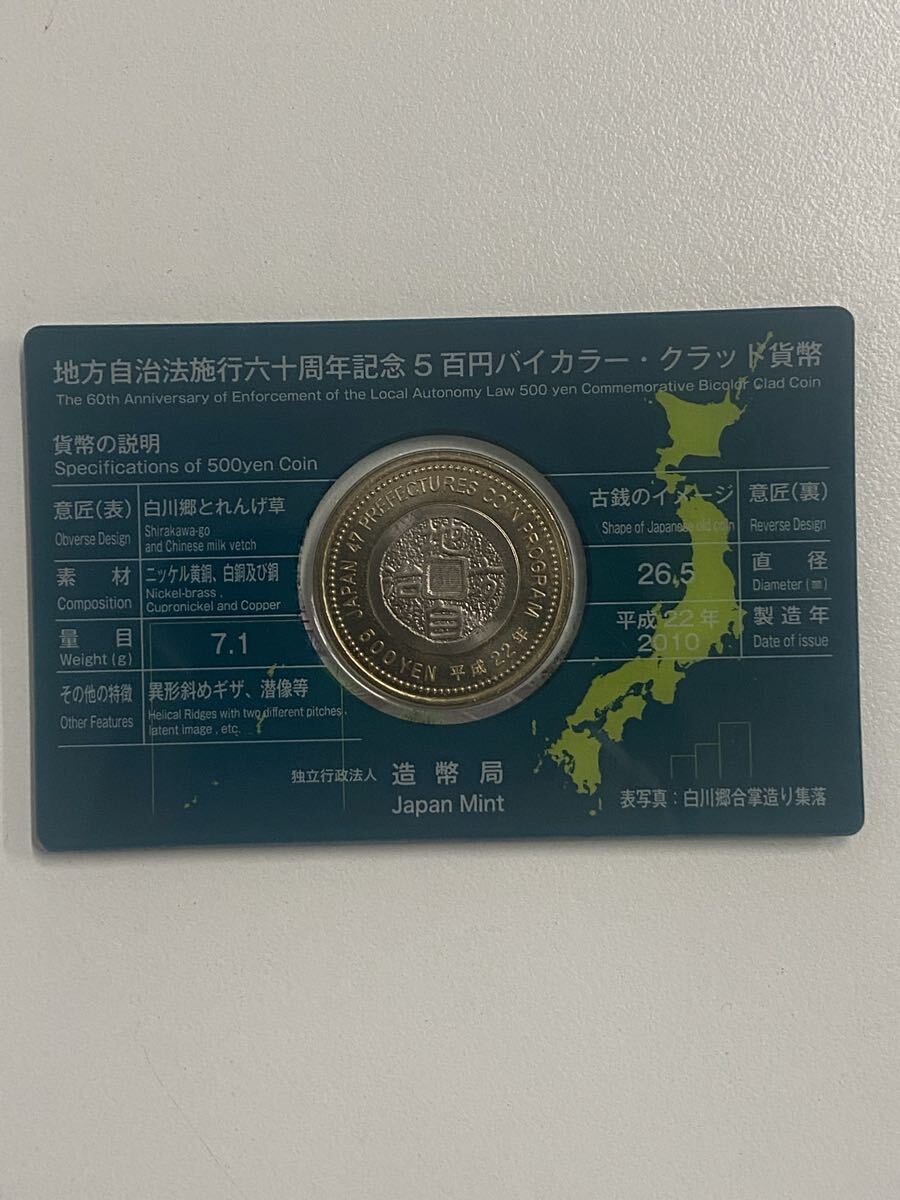 地方自治法施行六十周年記念5百円バイカラー・クラッド貨幣
The 60th Anniversary of Enforcement of the Local Autonomy Law 500 yen Commemorative Bicolor Clad Coin
貨幣の説明
Specifications of 500yen Coin
意匠(表)
Obverse Design
白川郷とれんげ草
Shirakawa-go
and Chinese milk vetch
素材
Composition
ニッケル黄銅、白銅及び銅
Nickel-brass,
Cupronickel and Copper
量目
Weight (g)
7.1
その他の特徴
Other Features
異形斜めギザ、潜像等
Helical Ridges with two different pitches,
latent image, etc.
JAPAN 47 PREFECTURES COIN PROGRAM
500YEN 平成22年
地
自
古銭のイメージ
Shape of Japanese old coin
意匠(裏)
Reverse Design
26.5
直径
Diameter (㎜)
平成22年
2010
製造年
Date of issue
独立行政法人 造幣局
Japan Mint
表写真:白川郷合掌造り集落